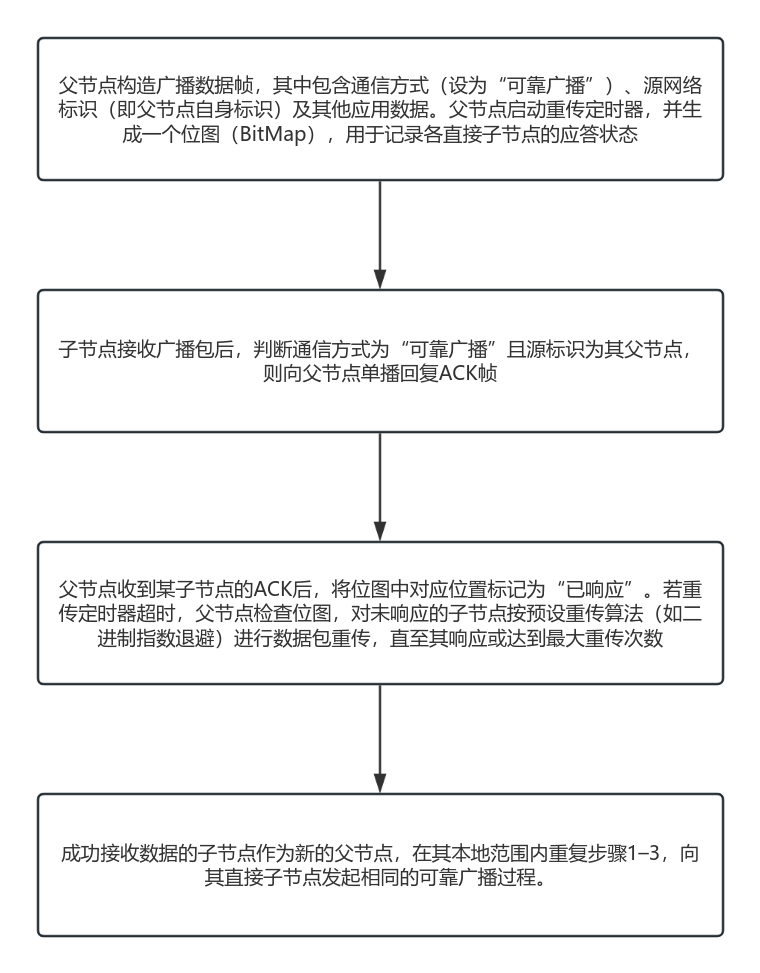 父节点构造广播数据帧，其中包含通信方式（设为“可靠广播”）、源网络
标识（即父节点自身标识）及其他应用数据。父节点启动重传定时器，并生
成一个位图（BitMap），用于记录各直接子节点的应答状态
子节点接收广播包后，判断通信方式为“可靠广播”且源标识为其父节点，
则向父节点单播回复ACK帧
父节点收到某子节点的ACK后，将位图中对应位置标记为“已响应”。若重
传定时器超时，父节点检查位图，对未响应的子节点按预设重传算法（如二
进制指数退避）进行数据包重传，直至其响应或达到最大重传次数
成功接收数据的子节点作为新的父节点，在其本地范围内重复步骤1–3，向
其直接子节点发起相同的可靠广播过程。